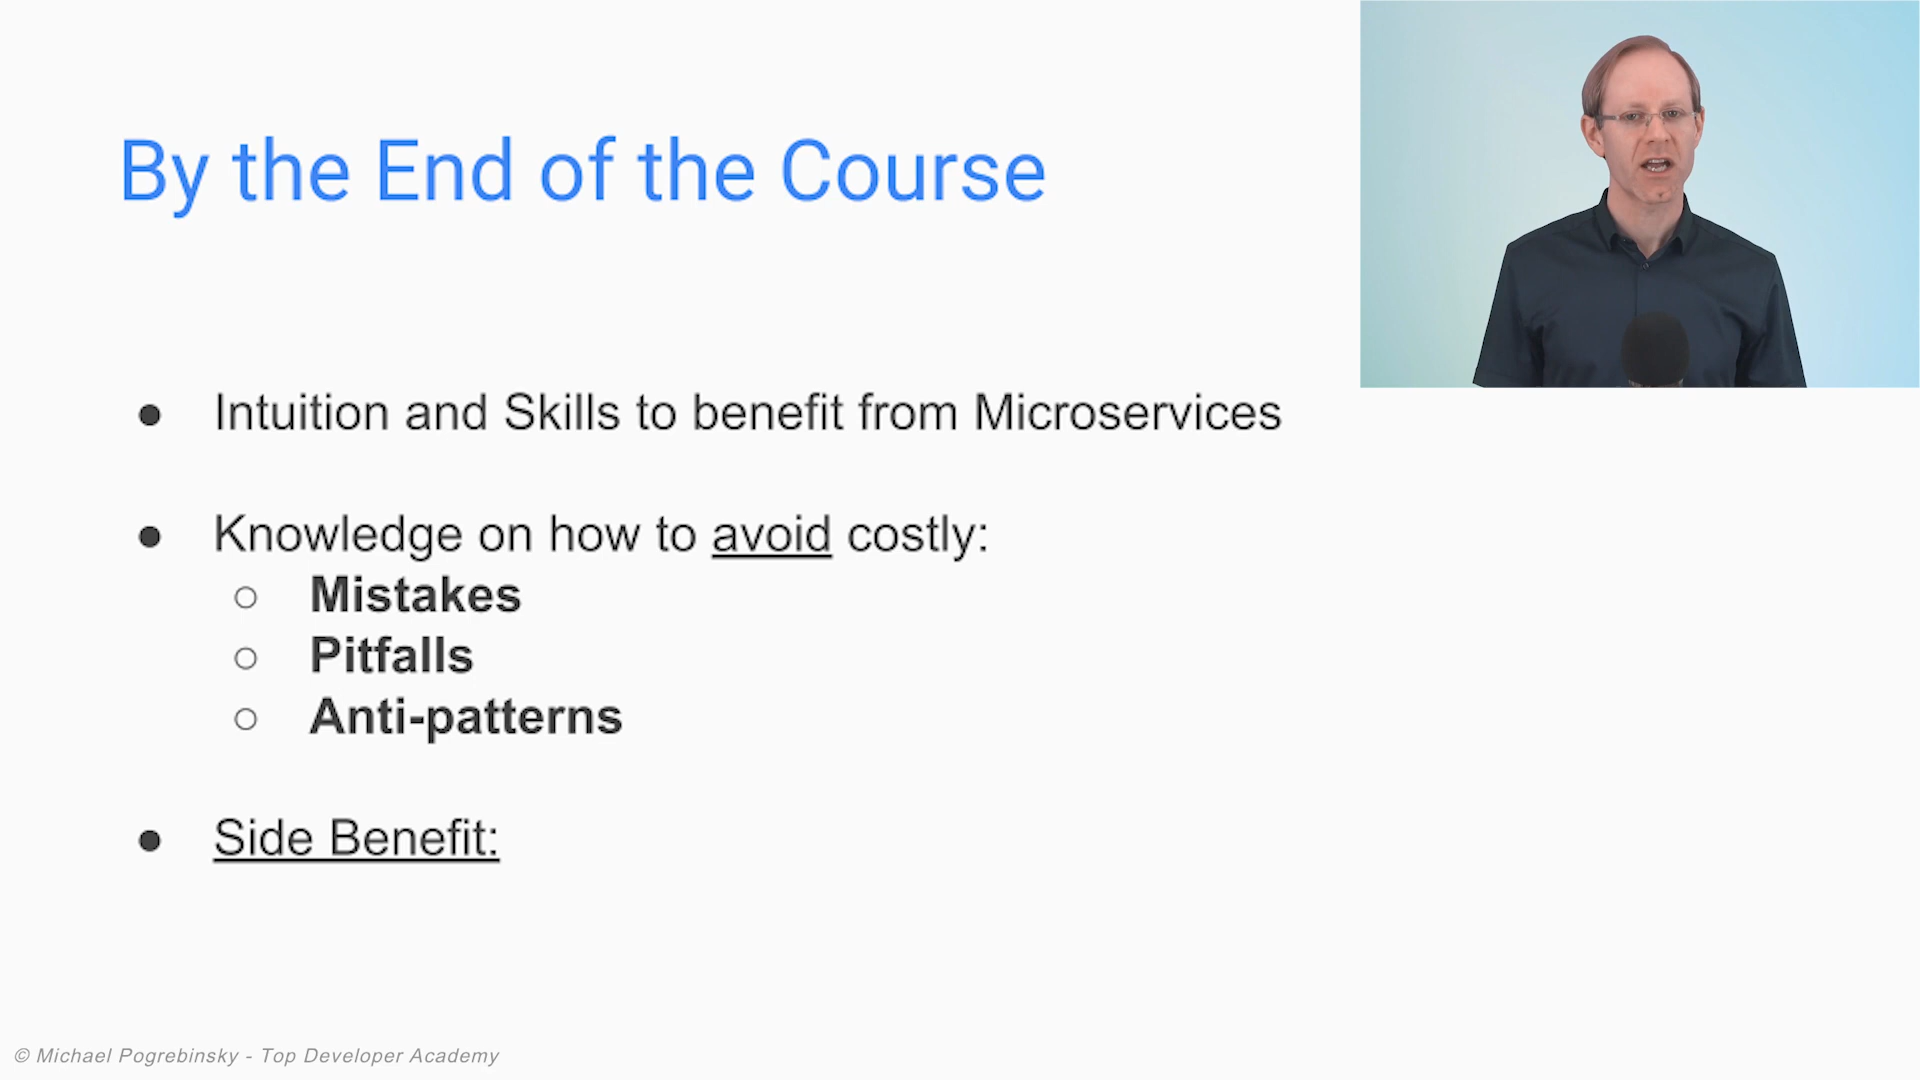 By the End of the Course
● Intuition and Skills to benefit from Microservices
● Knowledge on how to avoid costly:
○ Mistakes
○ Pitfalls
○ Anti-patterns
● Side Benefit:
© Michael Pogrebinsky - Top Developer Academy